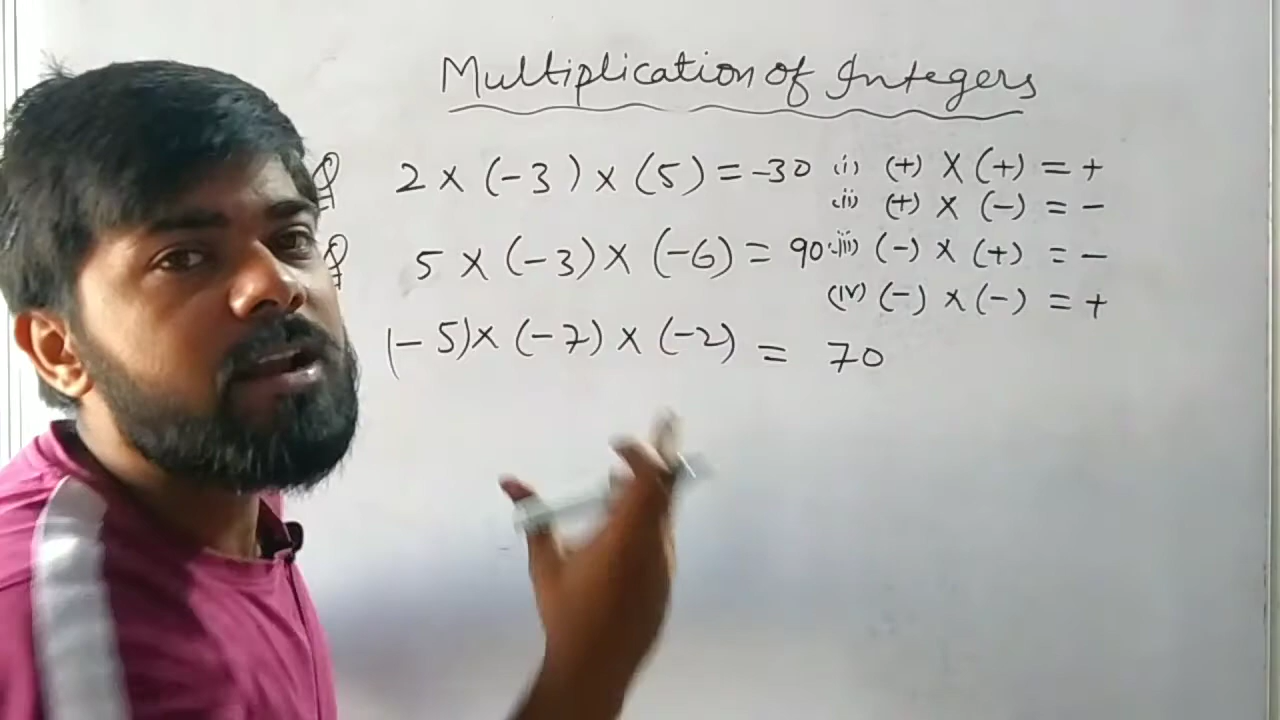 Multiplication of Integers
Q 2 × (-3) × (5) = -30 (i) (+) × (+) = +
(ii) (+) × (-) = -
Q 5 × (-3) × (-6) = 90 (iii) (-) × (+) = -
(iv) (-) × (-) = +
(-5) × (-7) × (-2) = 70